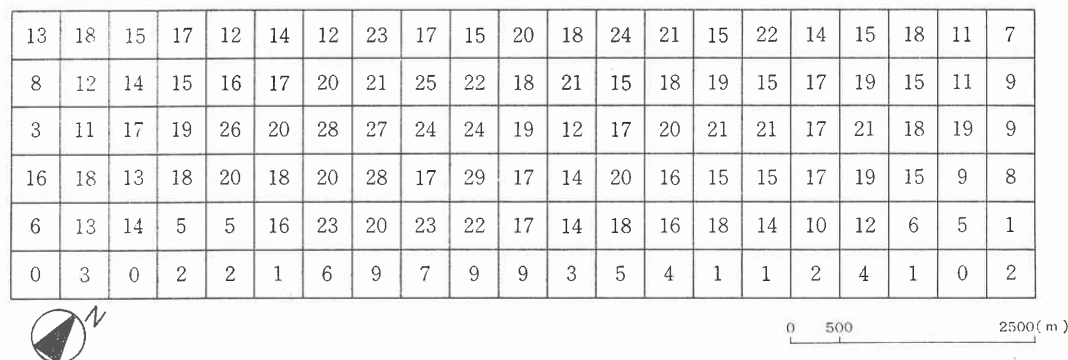 13 18 15 17 12 14 12 23 17 15 20 18 24 21 15 22 14 15 18 11 7
8 12 14 15 16 17 20 21 25 22 18 21 15 18 19 15 17 19 15 11 9
3 11 17 19 26 20 28 27 24 24 19 12 17 20 21 21 17 21 18 19 9
16 18 13 18 20 18 20 28 17 29 17 14 20 16 15 15 17 19 15 9 8
6 13 14 5 5 16 23 20 23 22 17 14 18 16 18 14 10 12 6 5 1
0 3 0 2 2 1 6 9 7 9 9 3 5 4 1 1 2 4 1 0 2
N
0 500 2500(m)